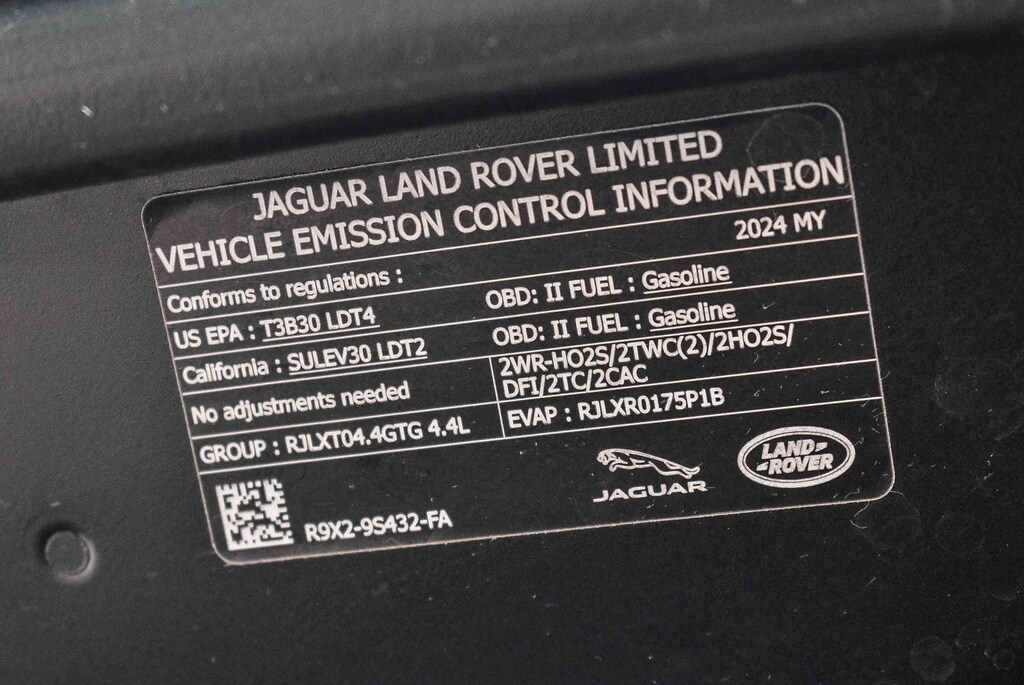 JAGUAR LAND ROVER LIMITED
VEHICLE EMISSION CONTROL INFORMATION
2024 MY
Conforms to regulations :
US EPA : T3B30 LDT4 OBD: II FUEL : Gasoline
California : SULEV30 LDT2 OBD: II FUEL : Gasoline
No adjustments needed
2WR-HO2S/2TWC(2)/2HO2S/
DFI/2TC/2CAC
GROUP : RJLXT04.4GTG 4.4L EVAP : RJLXR0175P1B
R9X2-9S432-FA
JAGUAR
LAND-
-ROVER